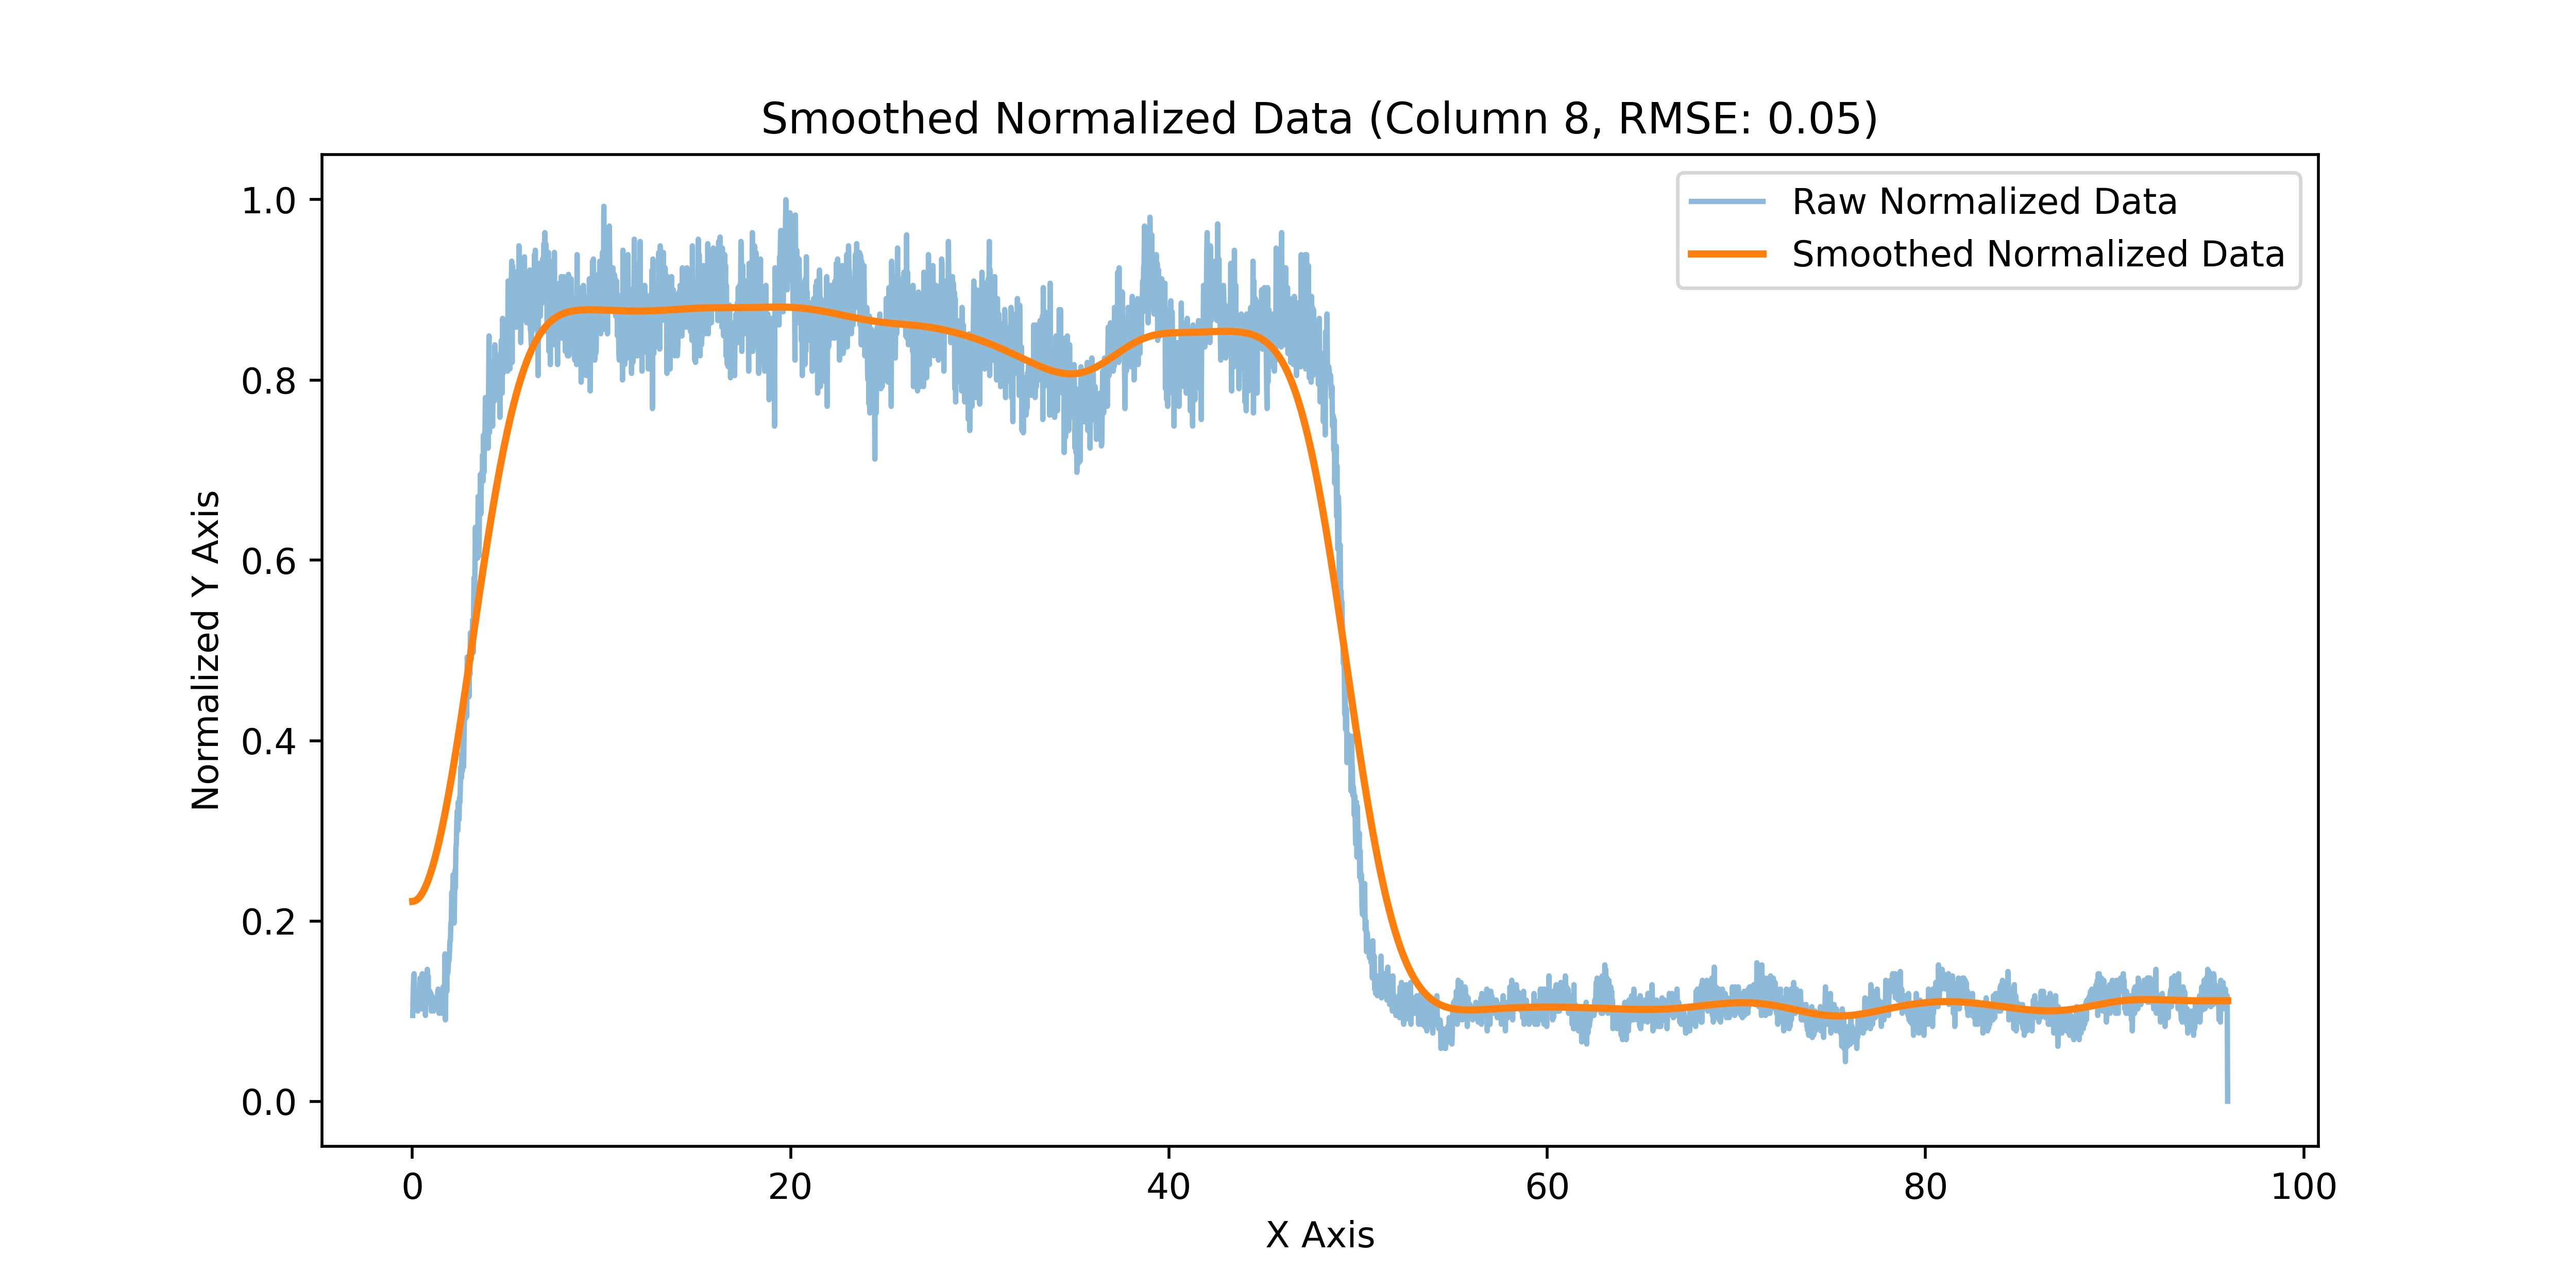 Smoothed Normalized Data (Column 8, RMSE: 0.05)
Raw Normalized Data
Smoothed Normalized Data
Normalized Y Axis
1.0
0.8
0.6
0.4
0.2
0.0
0 20 40 60 80 100
X Axis